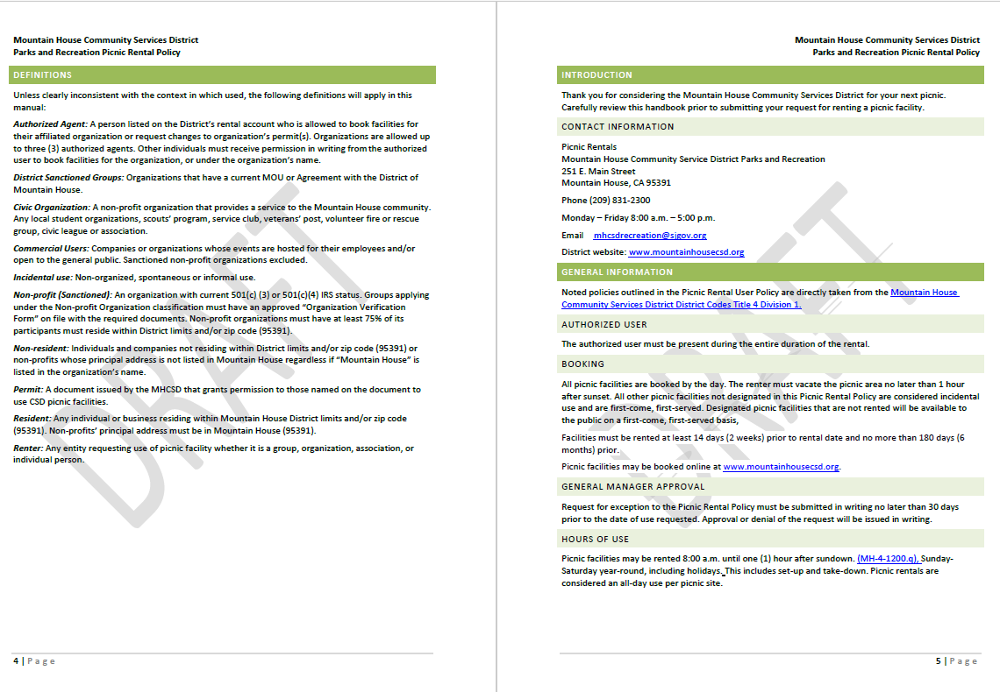 Mountain House Community Services District
Parks and Recreation Picnic Rental Policy
DEFINITIONS
Unless clearly inconsistent with the context in which used, the following definitions will apply in this
manual:
Authorized Agent: A person listed on the District's rental account who is allowed to book facilities for
their affiliated organization or request changes to organization's permit(s). Organizations are allowed up
to three (3) authorized agents. Other individuals must receive permission in writing from the authorized
user to book facilities for the organization, or under the organization's name.
District Sanctioned Groups: Organizations that have a current MOU or Agreement with the District of
Mountain House.
Civic Organization: A non-profit organization that provides a service to the Mountain House community.
Any local student organizations, scouts' program, service club, veterans' post, volunteer fire or rescue
group, civic league or association.
Commercial Users: Companies or organizations whose events are hosted for their employees and/or
open to the general public. Sanctioned non-profit organizations excluded.
Incidental use: Non-organized, spontaneous or informal use.
Non-profit (Sanctioned): An organization with current 501(c) (3) or 501(c)(4) IRS status. Groups applying
under the Non-profit Organization classification must have an approved "Organization Verification
Form" on file with the required documents. Non-profit organizations must have at least 75% of its
participants must reside within District limits and/or zip code (95391).
Non-resident: Individuals and companies not residing within District limits and/or zip code (95391) or
non-profits whose principal address is not listed in Mountain House regardless if "Mountain House" is
listed in the organization's name.
Permit: A document issued by the MHCSD that grants permission to those named on the document to
use CSD picnic facilities.
Resident: Any individual or business residing within Mountain House District limits and/or zip code
(95391). Non-profits' principal address must be in Mountain House (95391).
Renter: Any entity requesting use of picnic facility whether it is a group, organization, association, or
individual person.
DRAFT
4 | Page
Mountain House Community Services District
Parks and Recreation Picnic Rental Policy
INTRODUCTION
Thank you for considering the Mountain House Community Services District for your next picnic.
Carefully review this handbook prior to submitting your request for renting a picnic facility.
CONTACT INFORMATION
Picnic Rentals
Mountain House Community Service District Parks and Recreation
251 E. Main Street
Mountain House, CA 95391
Phone (209) 831-2300
Monday – Friday 8:00 a.m. – 5:00 p.m.
Email mhcsdrecreation@sjgov.org
District website: www.mountainhousecsd.org
GENERAL INFORMATION
Noted policies outlined in the Picnic Rental User Policy are directly taken from the Mountain House
Community Services District District Codes Title 4 Division 1.
AUTHORIZED USER
The authorized user must be present during the entire duration of the rental.
BOOKING
All picnic facilities are booked by the day. The renter must vacate the picnic area no later than 1 hour
after sunset. All other picnic facilities not designated in this Picnic Rental Policy are considered incidental
use and are first-come, first-served. Designated picnic facilities that are not rented will be available to
the public on a first-come, first-served basis,
Facilities must be rented at least 14 days (2 weeks) prior to rental date and no more than 180 days (6
months) prior.
Picnic facilities may be booked online at www.mountainhousecsd.org.
GENERAL MANAGER APPROVAL
Request for exception to the Picnic Rental Policy must be submitted in writing no later than 30 days
prior to the date of use requested. Approval or denial of the request will be issued in writing.
HOURS OF USE
Picnic facilities may be rented 8:00 a.m. until one (1) hour after sundown. (MH-4-1200.q), Sunday-
Saturday year-round, including holidays. This includes set-up and take-down. Picnic rentals are
considered an all-day use per picnic site.
DRAFT
5 | Page